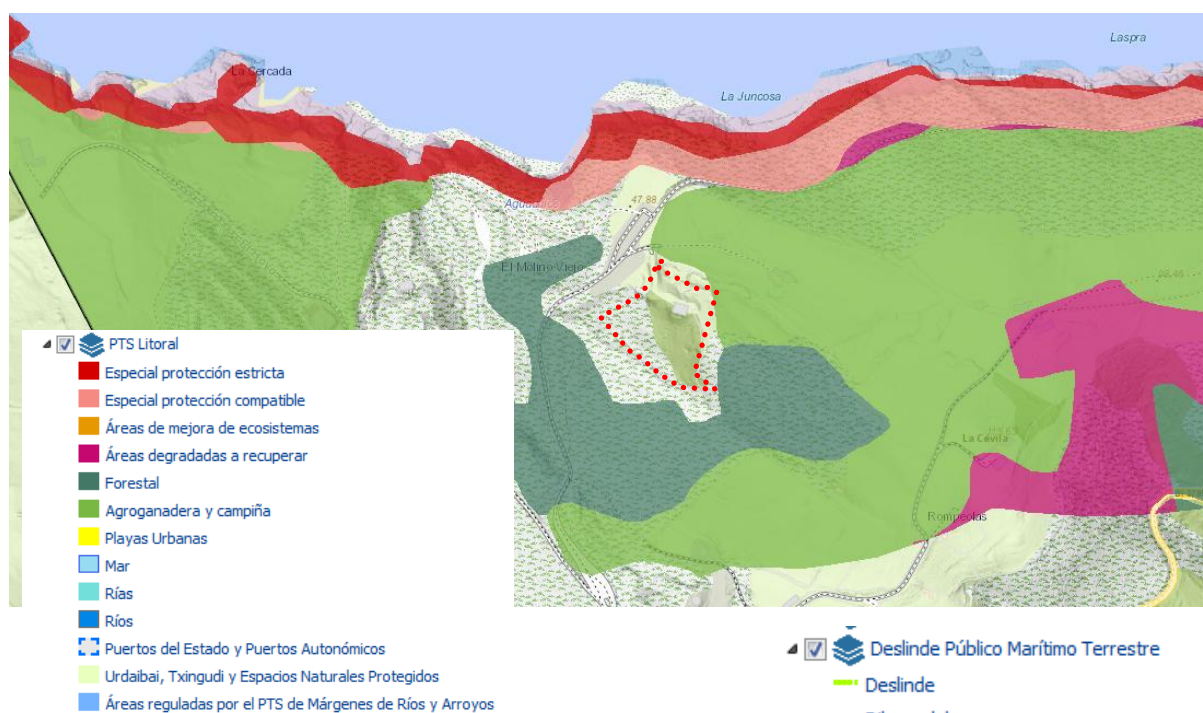 Laspra
La Cercada
La Juncosa
47.88
El Molino Viejo
La Cévila
Rompeolas
PTS Litoral
Especial protección estricta
Especial protección compatible
Áreas de mejora de ecosistemas
Áreas degradadas a recuperar
Forestal
Agroganadera y campiña
Playas Urbanas
Mar
Rías
Ríos
Puertos del Estado y Puertos Autonómicos
Urdaibai, Txingudi y Espacios Naturales Protegidos
Áreas reguladas por el PTS de Márgenes de Ríos y Arroyos
Deslinde Público Marítimo Terrestre
Deslinde